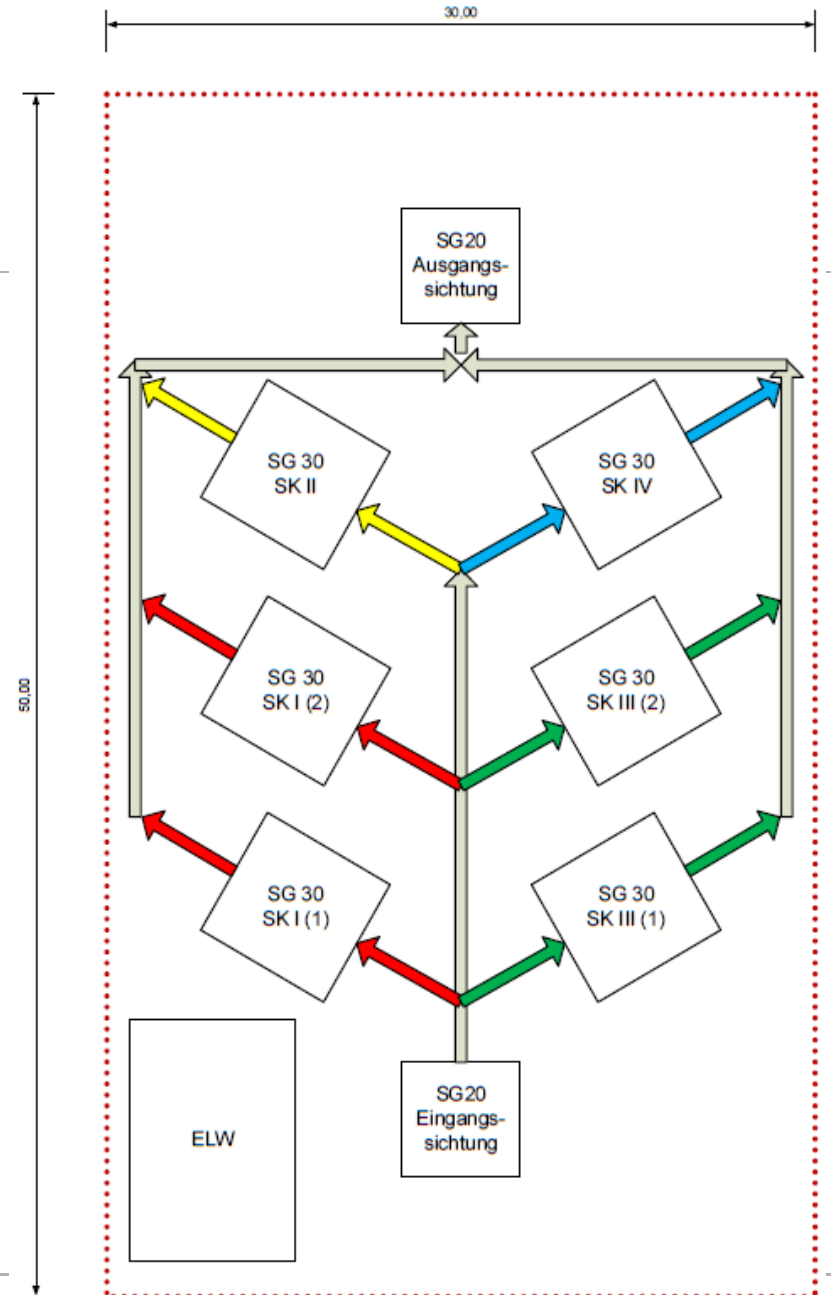 30,00
50,00
SG20
Ausgangs-
sichtung
SG 30
SK II
SG 30
SK IV
SG 30
SK I (2)
SG 30
SK III (2)
SG 30
SK I (1)
SG 30
SK III (1)
ELW
SG20
Eingangs-
sichtung